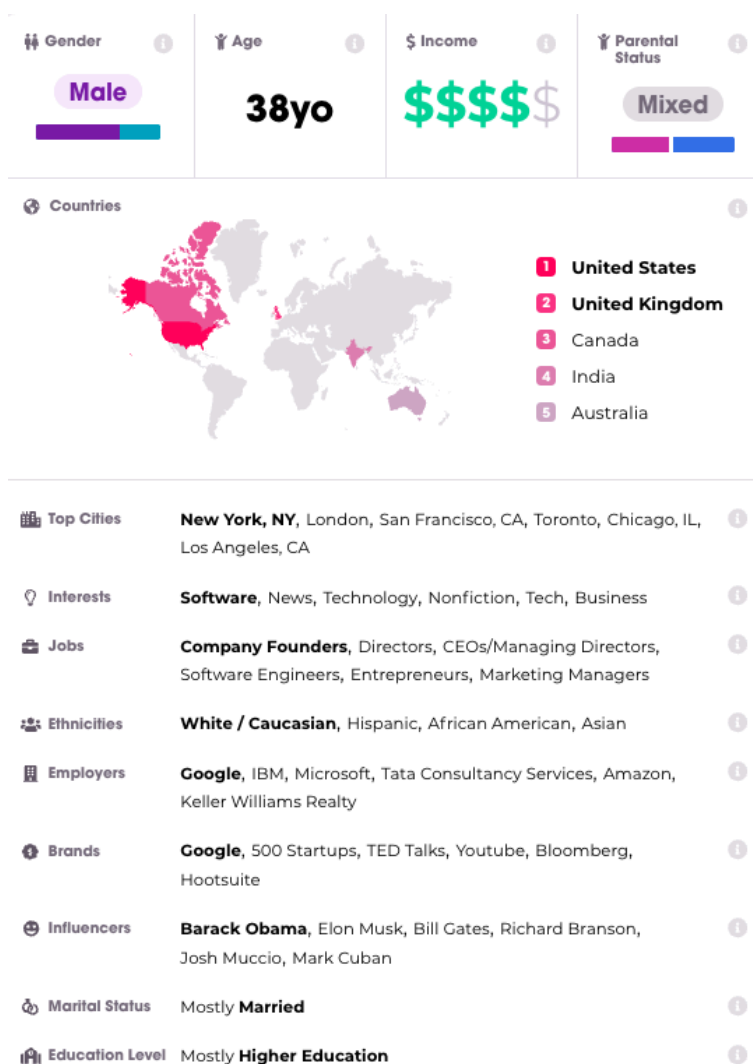 Gender
Age
$ Income
Parental
Status
Male
38yo
$$$$$
Mixed
Countries
1 United States
2 United Kingdom
3 Canada
4 India
5 Australia
Top Cities New York, NY, London, San Francisco, CA, Toronto, Chicago, IL,
Los Angeles, CA
Interests Software, News, Technology, Nonfiction, Tech, Business
Jobs Company Founders, Directors, CEOs/Managing Directors,
Software Engineers, Entrepreneurs, Marketing Managers
Ethnicities White / Caucasian, Hispanic, African American, Asian
Employers Google, IBM, Microsoft, Tata Consultancy Services, Amazon,
Keller Williams Realty
Brands Google, 500 Startups, TED Talks, Youtube, Bloomberg,
Hootsuite
Influencers Barack Obama, Elon Musk, Bill Gates, Richard Branson,
Josh Muccio, Mark Cuban
Marital Status Mostly Married
Education Level Mostly Higher Education